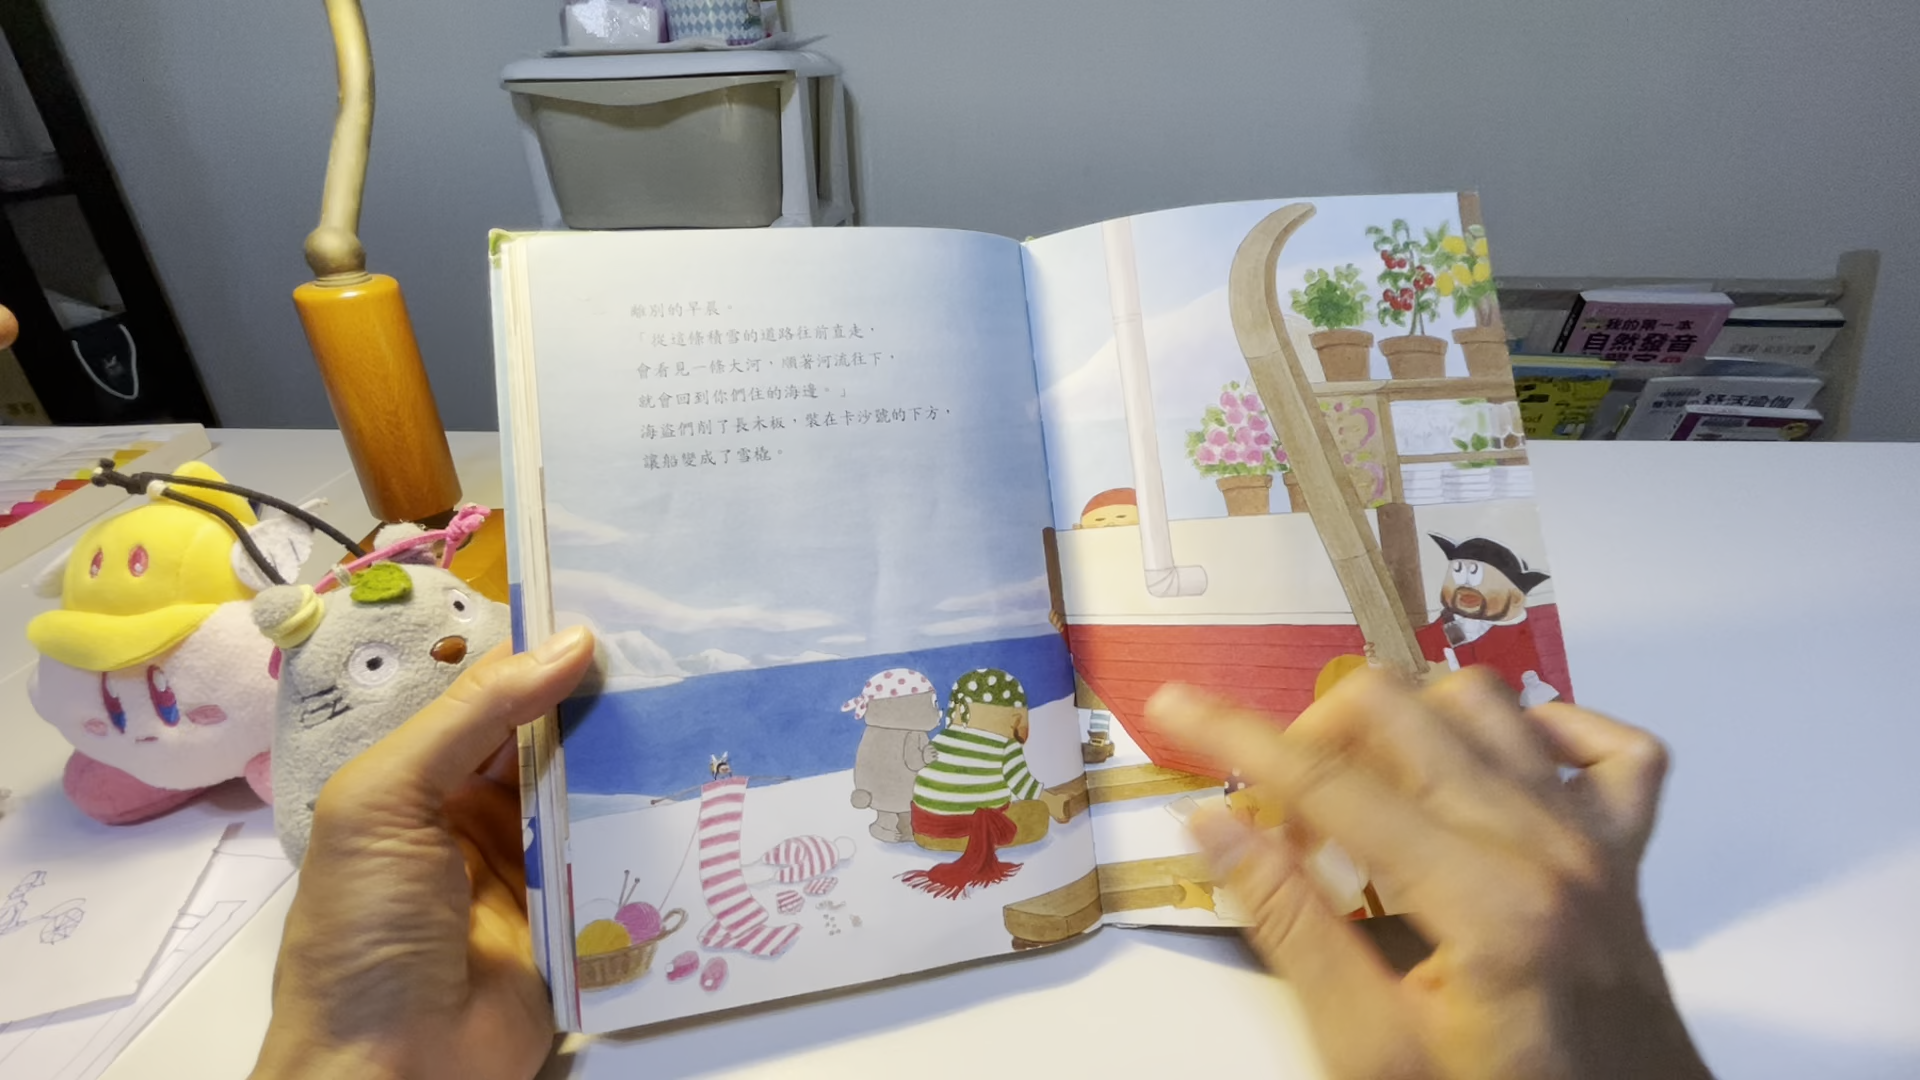 離別的早晨。
「從這條積雪的道路往前直走，
會看見一條大河，順著河流往下，
就會回到你們住的海邊。」
海盜們削了長木板，裝在卡沙號的下方，
讓船變成了雪橇。
我的第一本
自然發音